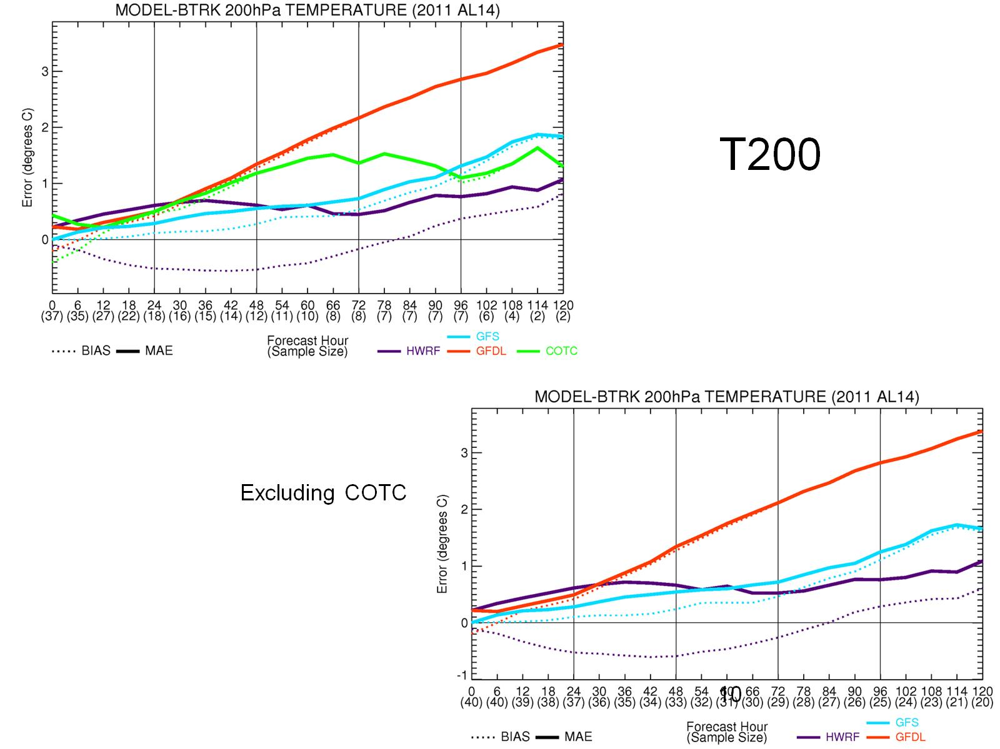 MODEL-BTRK 200hPa TEMPERATURE (2011 AL14)
3
2
1
0
Error (degrees C)
0 6 12 18 24 30 36 42 48 54 60 66 72 78 84 90 96 102 108 114 120
(37) (35) (27) (22) (18) (16) (15) (14) (12) (11) (10) (8) (8) (7) (7) (7) (7) (6) (4) (2) (2)
BIAS MAE
Forecast Hour
(Sample Size)
GFS
HWRF GFDL COTC
T200
Excluding COTC
MODEL-BTRK 200hPa TEMPERATURE (2011 AL14)
3
2
1
0
-1
Error (degrees C)
0 6 12 18 24 30 36 42 48 54 60 66 72 78 84 90 96 102 108 114 120
(40) (40) (39) (38) (37) (36) (35) (34) (33) (32) (31) (30) (29) (28) (27) (26) (25) (24) (23) (21) (20)
10
BIAS MAE
Forecast Hour
(Sample Size)
GFS
HWRF GFDL